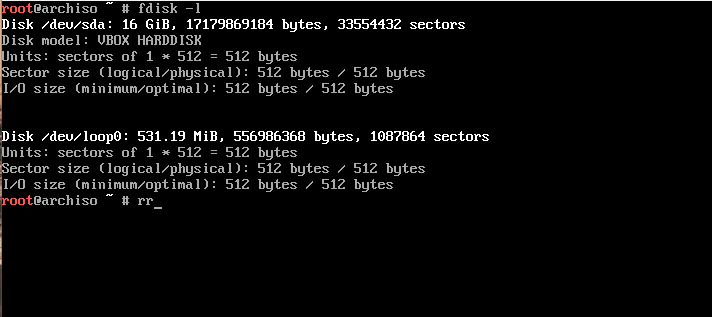 root@archiso ~ # fdisk -l
Disk /dev/sda: 16 GiB, 17179869184 bytes, 33554432 sectors
Disk model: VBOX HARDDISK
Units: sectors of 1 * 512 = 512 bytes
Sector size (logical/physical): 512 bytes / 512 bytes
I/O size (minimum/optimal): 512 bytes / 512 bytes
Disk /dev/loop0: 531.19 MiB, 556986368 bytes, 1087864 sectors
Units: sectors of 1 * 512 = 512 bytes
Sector size (logical/physical): 512 bytes / 512 bytes
I/O size (minimum/optimal): 512 bytes / 512 bytes
root@archiso ~ # rr_